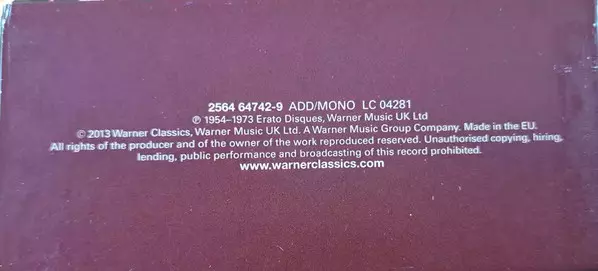 2564 64742-9 ADD/MONO LC 04281
℗ 1954–1973 Erato Disques, Warner Music UK Ltd
© 2013 Warner Classics, Warner Music UK Ltd. A Warner Music Group Company. Made in the EU.
All rights of the producer and of the owner of the work reproduced reserved. Unauthorised copying, hiring,
lending, public performance and broadcasting of this record prohibited.
www.warnerclassics.com